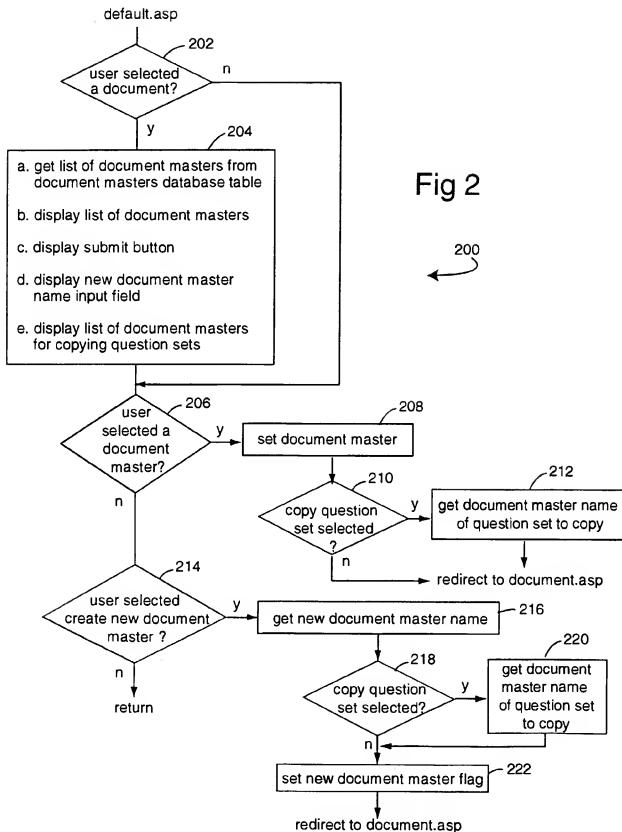 default.asp
202
user selected
a document?
n
y
204
a. get list of document masters from
document masters database table
b. display list of document masters
c. display submit button
d. display new document master
name input field
e. display list of document masters
for copying question sets
Fig 2
200
206
user
selected a
document
master?
y
n
208
set document master
210
copy question
set selected
?
y
n
212
get document master name
of question set to copy
redirect to document.asp
214
user selected
create new document
master ?
y
n
return
216
get new document master name
218
copy question
set selected?
y
n
220
get document
master name
of question set
to copy
set new document master flag
222
redirect to document.asp